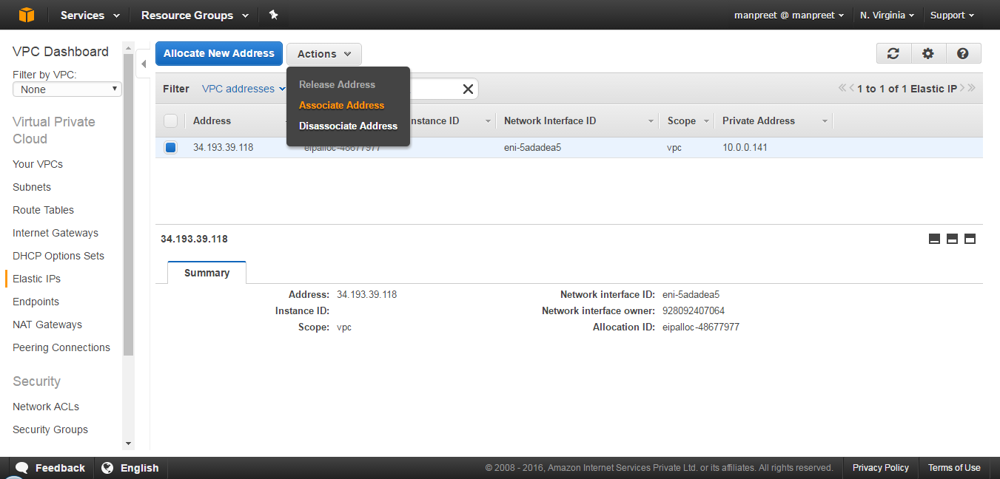 Services Resource Groups manpreet @ manpreet N. Virginia Support
VPC Dashboard
Filter by VPC:
None
Virtual Private
Cloud
Your VPCs
Subnets
Route Tables
Internet Gateways
DHCP Options Sets
Elastic IPs
Endpoints
NAT Gateways
Peering Connections
Security
Network ACLs
Security Groups
Allocate New Address Actions
Release Address
Associate Address
Disassociate Address
Filter VPC addresses 1 to 1 of 1 Elastic IP
Address nstance ID Network Interface ID Scope Private Address
34.193.39.118 eipalloc-48677977 eni-5adadea5 vpc 10.0.0.141
34.193.39.118
Summary
Address: 34.193.39.118 Network interface ID: eni-5adadea5
Instance ID: Network interface owner: 928092407064
Scope: vpc Allocation ID: eipalloc-48677977
Feedback English © 2008 - 2016, Amazon Internet Services Private Ltd. or its affiliates. All rights reserved. Privacy Policy Terms of Use